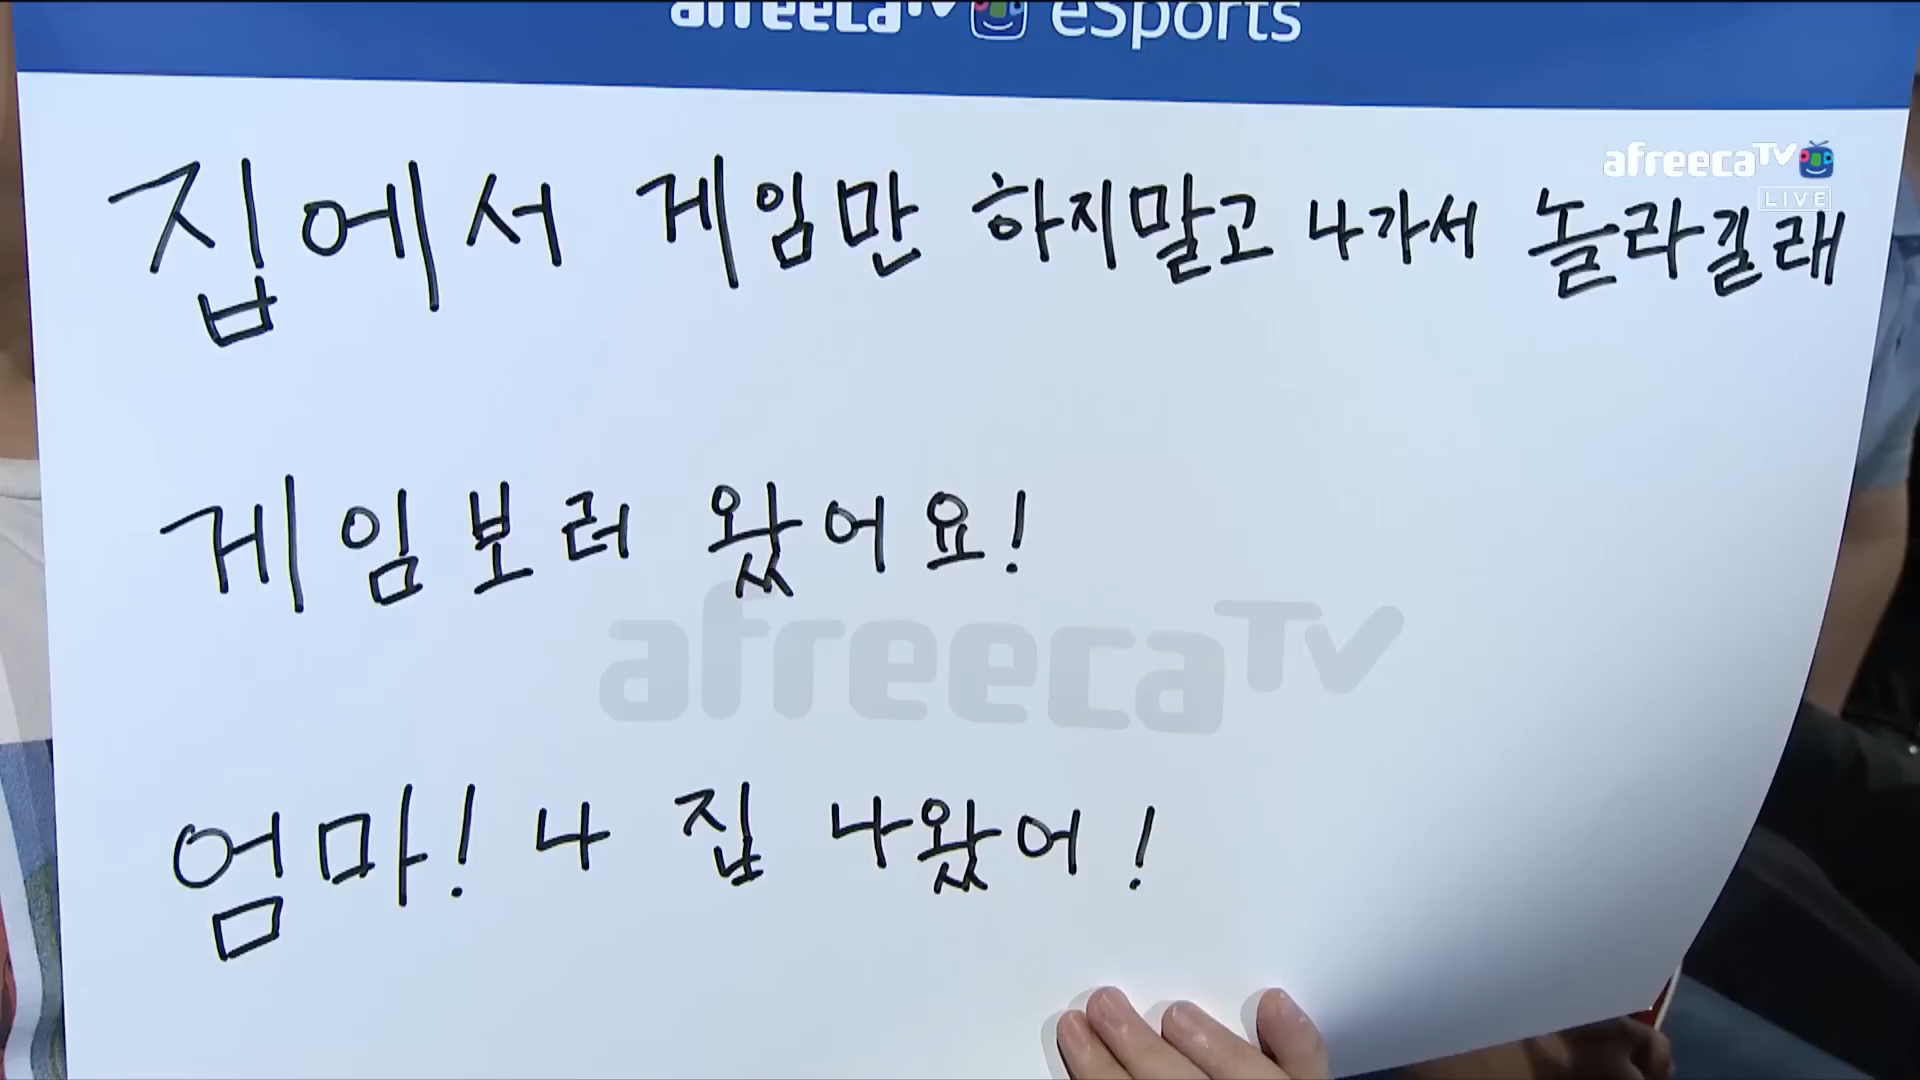 afreecaTV eSports
afreecaTV
LIVE
집에서 게임만 하지말고 나가서 놀라길래
게임보러 왔어요!
afreecaTV
엄마! 나 집 나왔어!